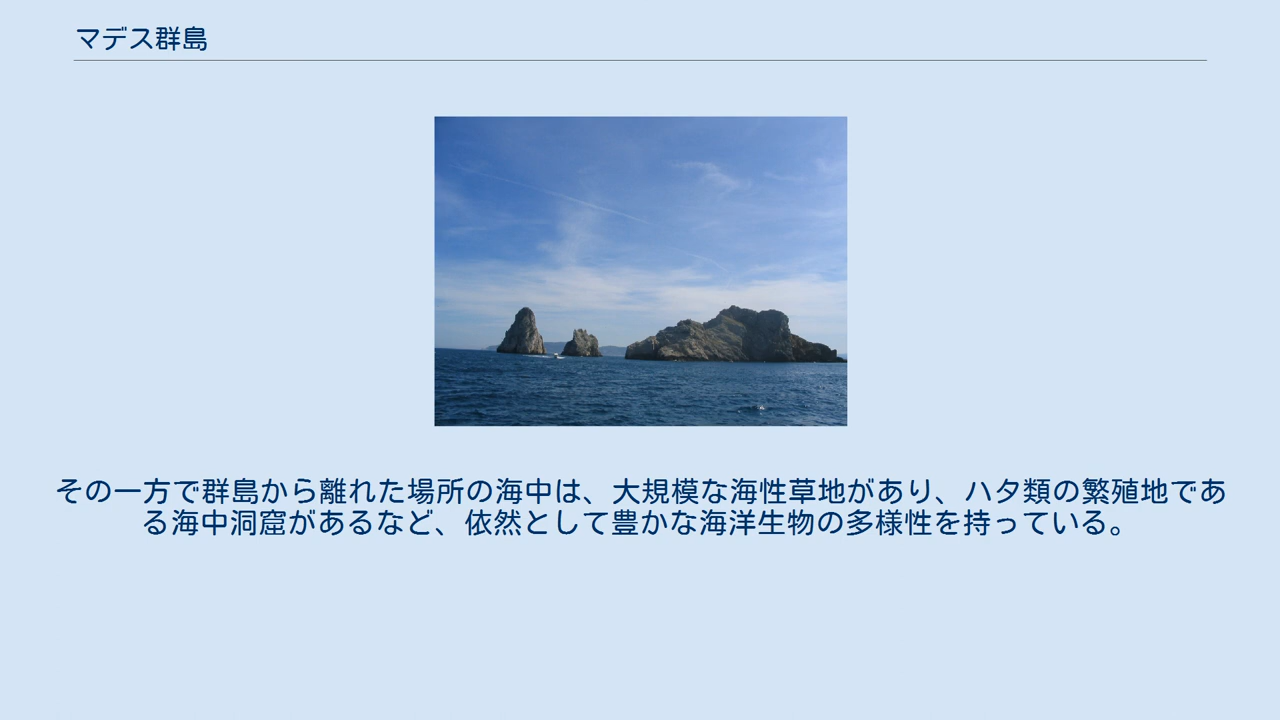 マデス群島
その一方で群島から離れた場所の海中は、大規模な海性草地があり、ハタ類の繁殖地であ
る海中洞窟があるなど、依然として豊かな海洋生物の多様性を持っている。